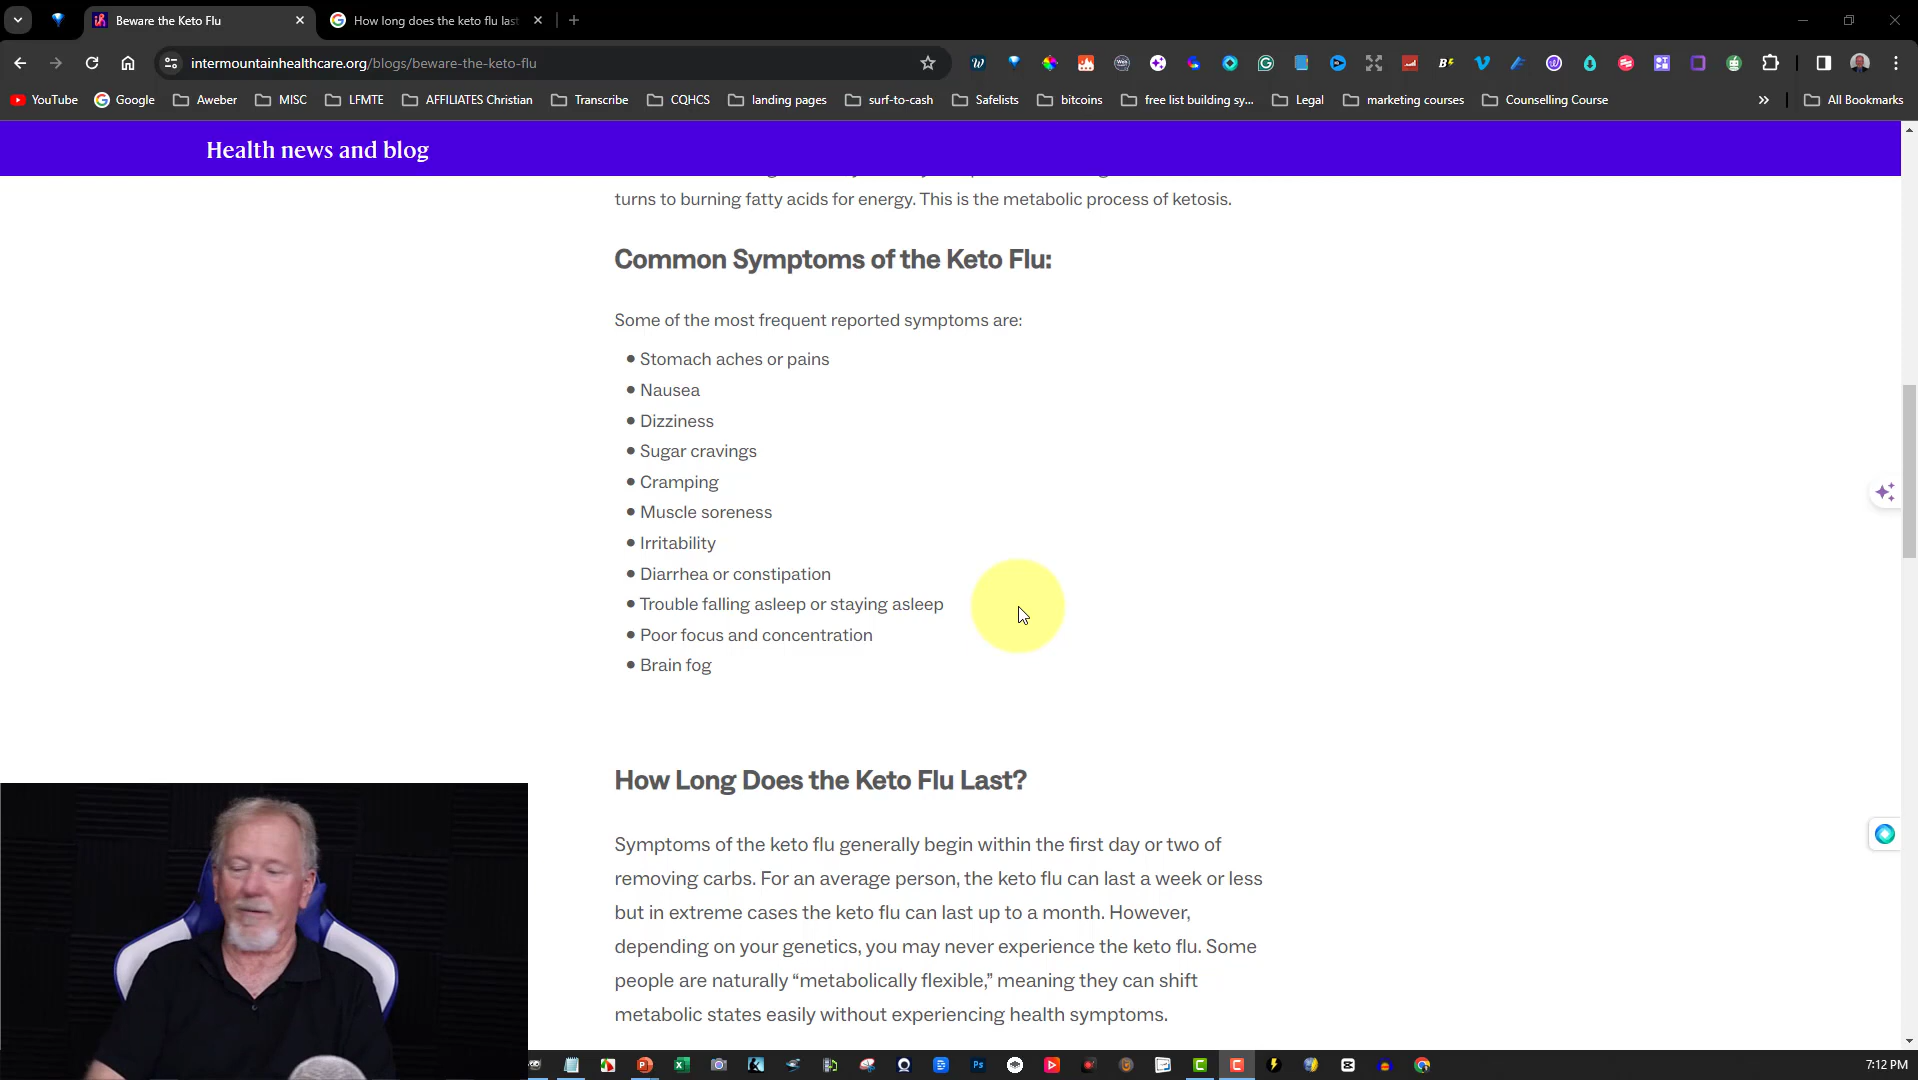 Beware the Keto Flu
How long does the keto flu last
intermountainhealthcare.org/blogs/beware-the-keto-flu
YouTube Google Aweber MISC LFMTE AFFILIATES Christian Transcribe CQHCS landing pages surf-to-cash Safelists bitcoins free list building sy... Legal marketing courses Counselling Course All Bookmarks
Health news and blog
turns to burning fatty acids for energy. This is the metabolic process of ketosis.
Common Symptoms of the Keto Flu:
Some of the most frequent reported symptoms are:
Stomach aches or pains
Nausea
Dizziness
Sugar cravings
Cramping
Muscle soreness
Irritability
Diarrhea or constipation
Trouble falling asleep or staying asleep
Poor focus and concentration
Brain fog
How Long Does the Keto Flu Last?
Symptoms of the keto flu generally begin within the first day or two of
removing carbs. For an average person, the keto flu can last a week or less
but in extreme cases the keto flu can last up to a month. However,
depending on your genetics, you may never experience the keto flu. Some
people are naturally “metabolically flexible,” meaning they can shift
metabolic states easily without experiencing health symptoms.
7:12 PM